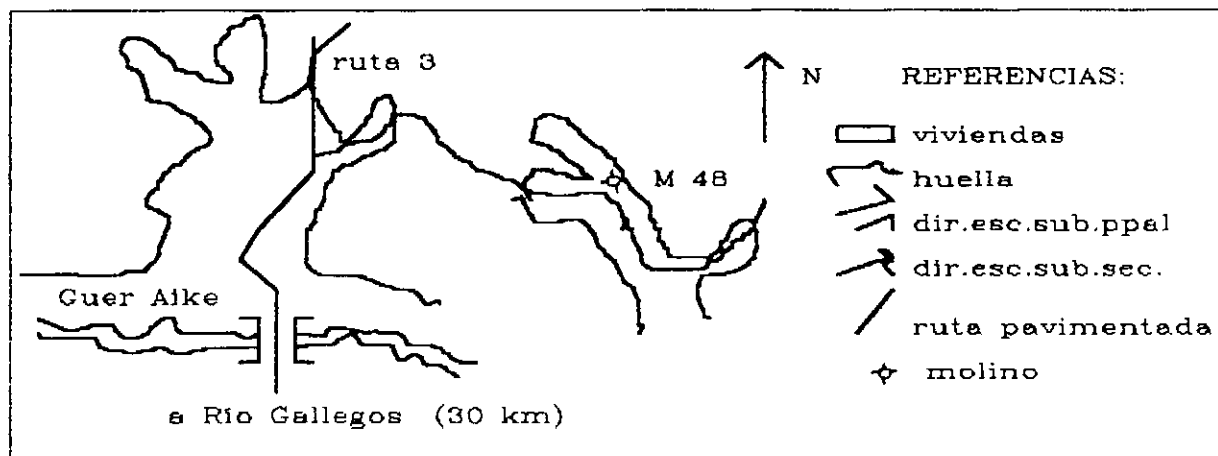 ruta 3
N
REFERENCIAS:
viviendas
M 48
huella
dir.esc.sub.ppal
dir.esc.sub.sec.
Guer Aike
ruta pavimentada
molino
a Río Gallegos (30 km)